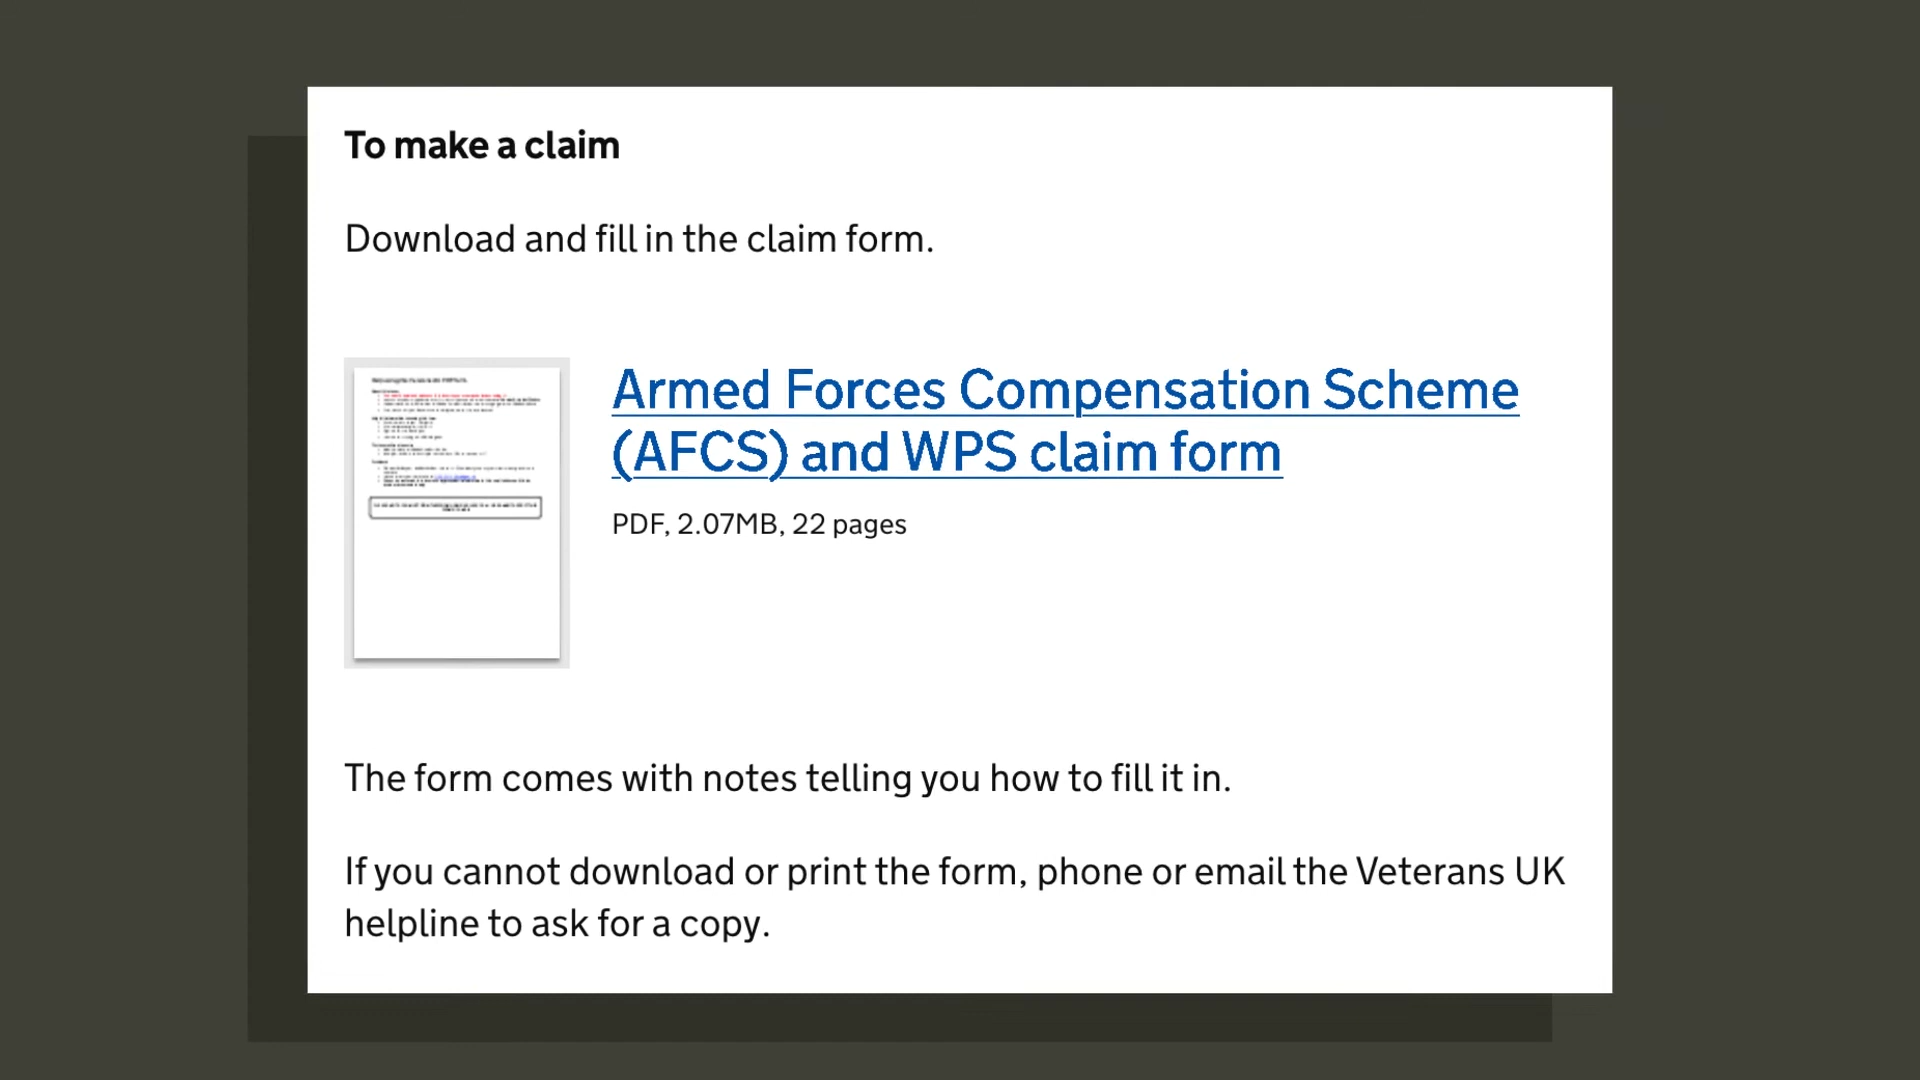 To make a claim
Download and fill in the claim form.
Armed Forces Compensation Scheme
(AFCS) and WPS claim form
PDF, 2.07MB, 22 pages
The form comes with notes telling you how to fill it in.
If you cannot download or print the form, phone or email the Veterans UK
helpline to ask for a copy.